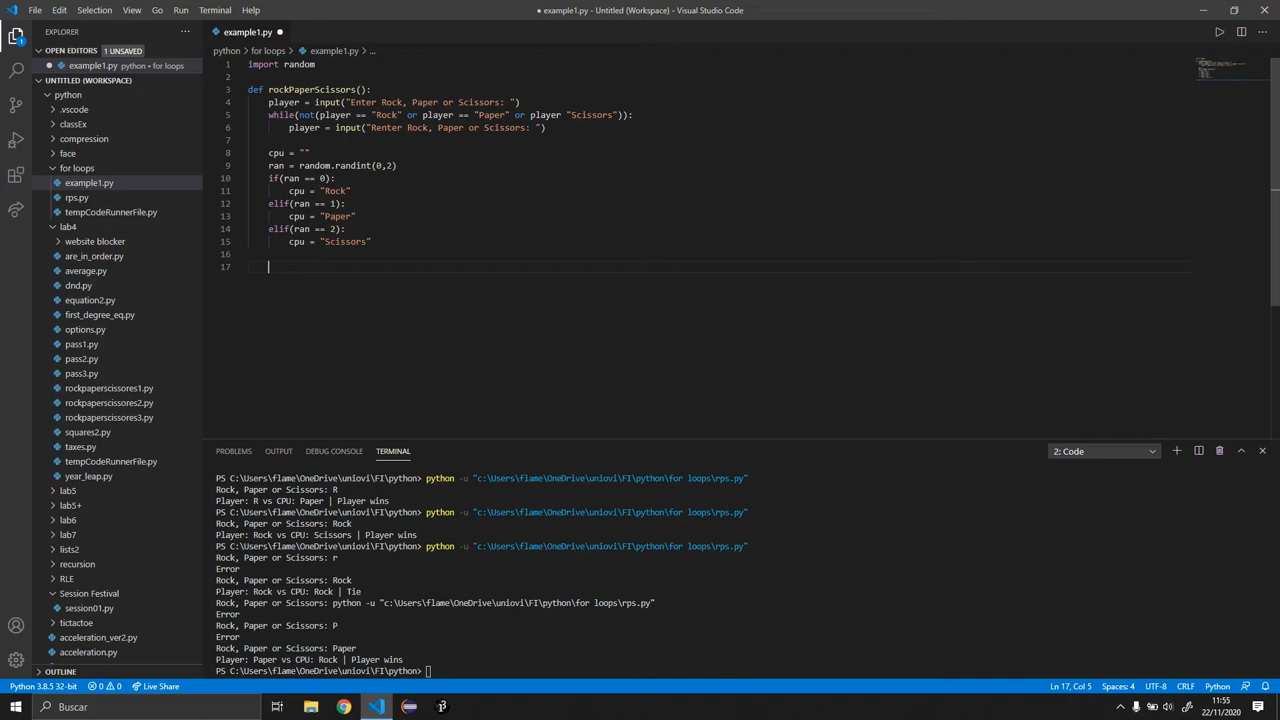 File Edit Selection View Go Run Terminal Help
● example1.py - Untitled (Workspace) - Visual Studio Code
EXPLORER
OPEN EDITORS 1 UNSAVED
example1.py python • for loops
UNTITLED (WORKSPACE)
python
.vscode
classEx
compression
face
for loops
example1.py
rps.py
tempCodeRunnerFile.py
lab4
website blocker
are_in_order.py
average.py
dnd.py
equation2.py
first_degree_eq.py
options.py
pass1.py
pass2.py
pass3.py
rockpaperscissores1.py
rockpaperscissores2.py
rockpaperscissores3.py
squares2.py
taxes.py
tempCodeRunnerFile.py
year_leap.py
lab5
lab5+
lab6
lab7
lists2
recursion
RLE
Session Festival
session01.py
tictactoe
acceleration_ver2.py
acceleration.py
OUTLINE
example1.py ●
python > for loops > example1.py > ...
1 import random
2
3 def rockPaperScissors():
4 player = input("Enter Rock, Paper or Scissors: ")
5 while(not(player == "Rock" or player == "Paper" or player "Scissors")):
6 player = input("Renter Rock, Paper or Scissors: ")
7
8 cpu = ""
9 ran = random.randint(0,2)
10 if(ran == 0):
11 cpu = "Rock"
12 elif(ran == 1):
13 cpu = "Paper"
14 elif(ran == 2):
15 cpu = "Scissors"
16
17
PROBLEMS OUTPUT DEBUG CONSOLE TERMINAL 2: Code
PS C:\Users\flame\OneDrive\uniovi\FI\python> python -u "c:\Users\flame\OneDrive\uniovi\FI\python\for loops\rps.py"
Rock, Paper or Scissors: R
Player: R vs CPU: Paper | Player wins
PS C:\Users\flame\OneDrive\uniovi\FI\python> python -u "c:\Users\flame\OneDrive\uniovi\FI\python\for loops\rps.py"
Rock, Paper or Scissors: Rock
Player: Rock vs CPU: Scissors | Player wins
PS C:\Users\flame\OneDrive\uniovi\FI\python> python -u "c:\Users\flame\OneDrive\uniovi\FI\python\for loops\rps.py"
Rock, Paper or Scissors: r
Error
Rock, Paper or Scissors: Rock
Player: Rock vs CPU: Rock | Tie
Rock, Paper or Scissors: python -u "c:\Users\flame\OneDrive\uniovi\FI\python\for loops\rps.py"
Error
Rock, Paper or Scissors: P
Error
Rock, Paper or Scissors: Paper
Player: Paper vs CPU: Rock | Player wins
PS C:\Users\flame\OneDrive\uniovi\FI\python>
Python 3.8.5 32-bit 0 0 Live Share Ln 17, Col 5 Spaces: 4 UTF-8 CRLF Python
Buscar
11:55
22/11/2020